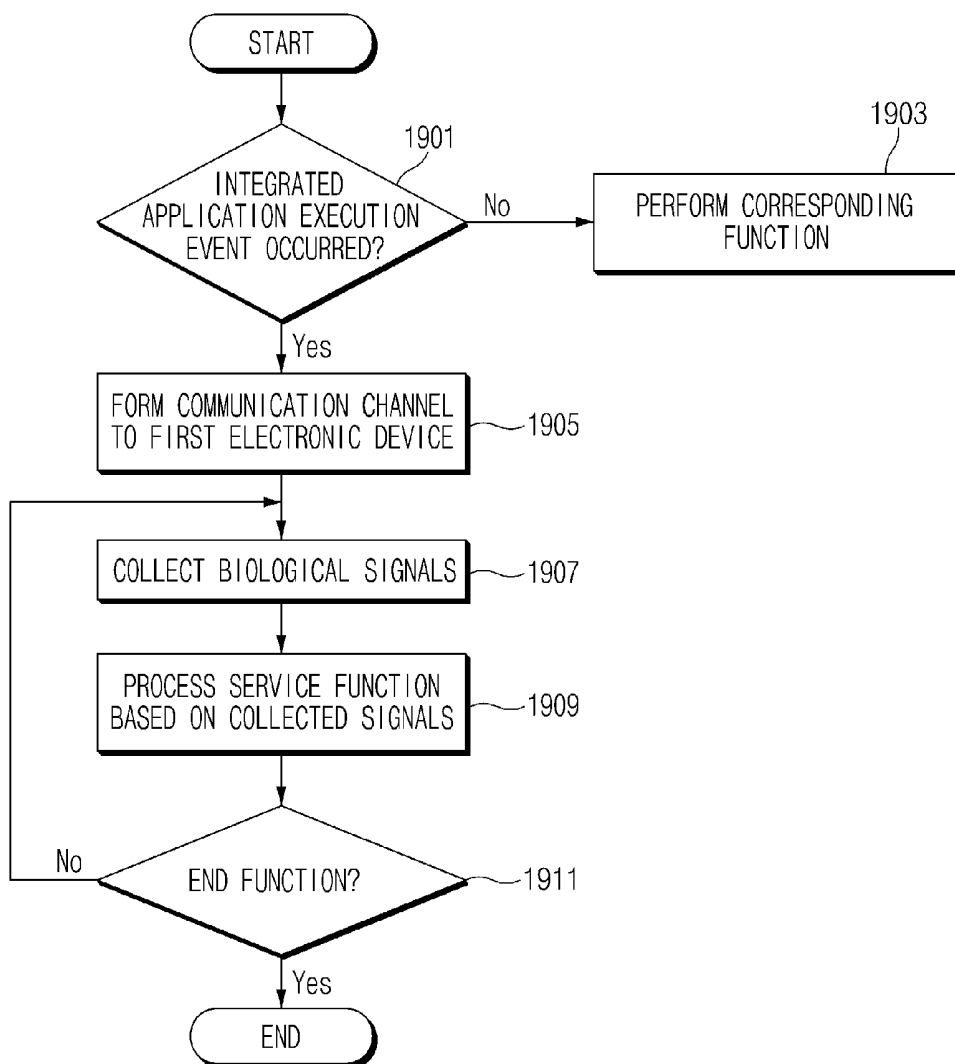 START
1901
INTEGRATED
APPLICATION EXECUTION
EVENT OCCURRED?
No
1903
PERFORM CORRESPONDING
FUNCTION
Yes
FORM COMMUNICATION CHANNEL
TO FIRST ELECTRONIC DEVICE
1905
COLLECT BIOLOGICAL SIGNALS
1907
PROCESS SERVICE FUNCTION
BASED ON COLLECTED SIGNALS
1909
No
END FUNCTION?
1911
Yes
END